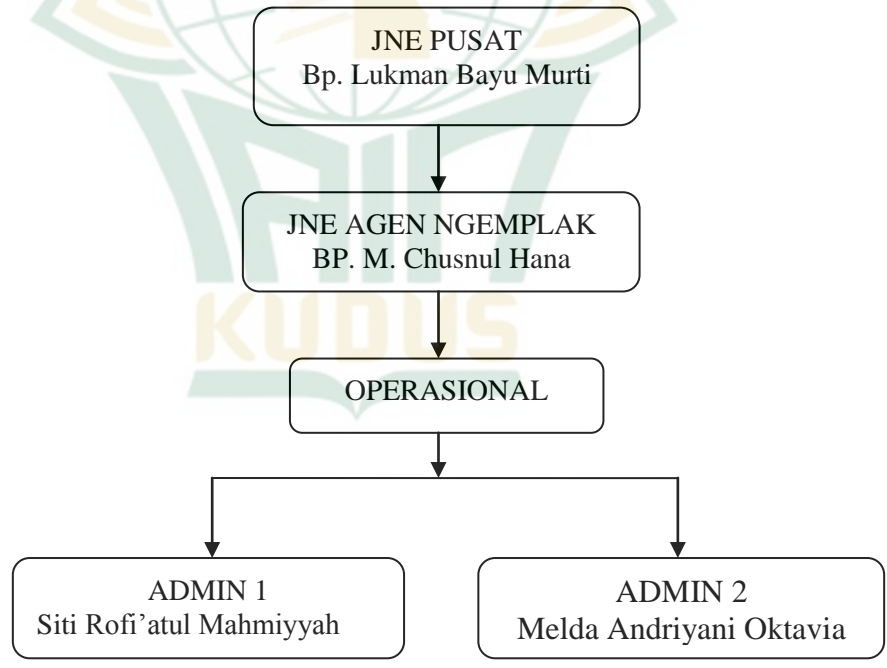 JNE PUSAT
Bp. Lukman Bayu Murti
JNE AGEN NGEMPLAK
BP. M. Chusnul Hana
KUDUS
OPERASIONAL
ADMIN 1
Siti Rofi’atul Mahmiyyah
ADMIN 2
Melda Andriyani Oktavia